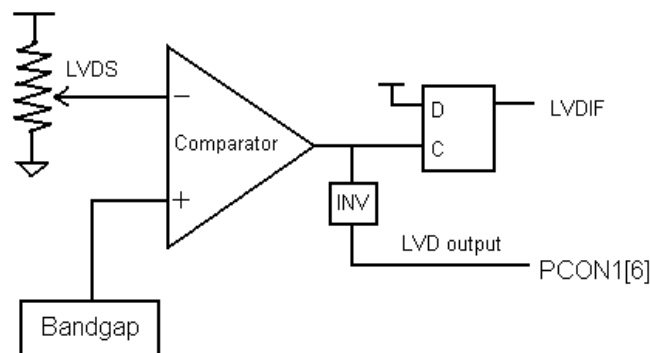 LVDS
−
Comparator
+
D
C
LVDIF
INV
LVD output
PCON1[6]
Bandgap